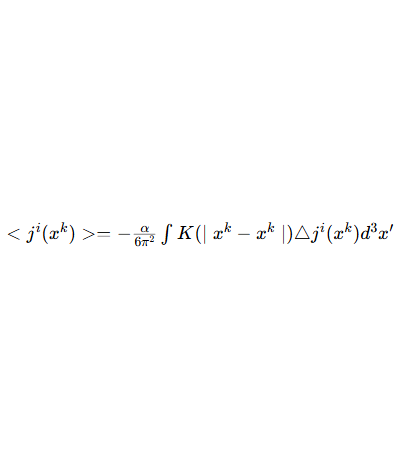 < j^i(x^k) >= -\frac{\alpha}{6\pi^2} \int K(| x^k - x^k |)\triangle j^i(x^k)d^3x'